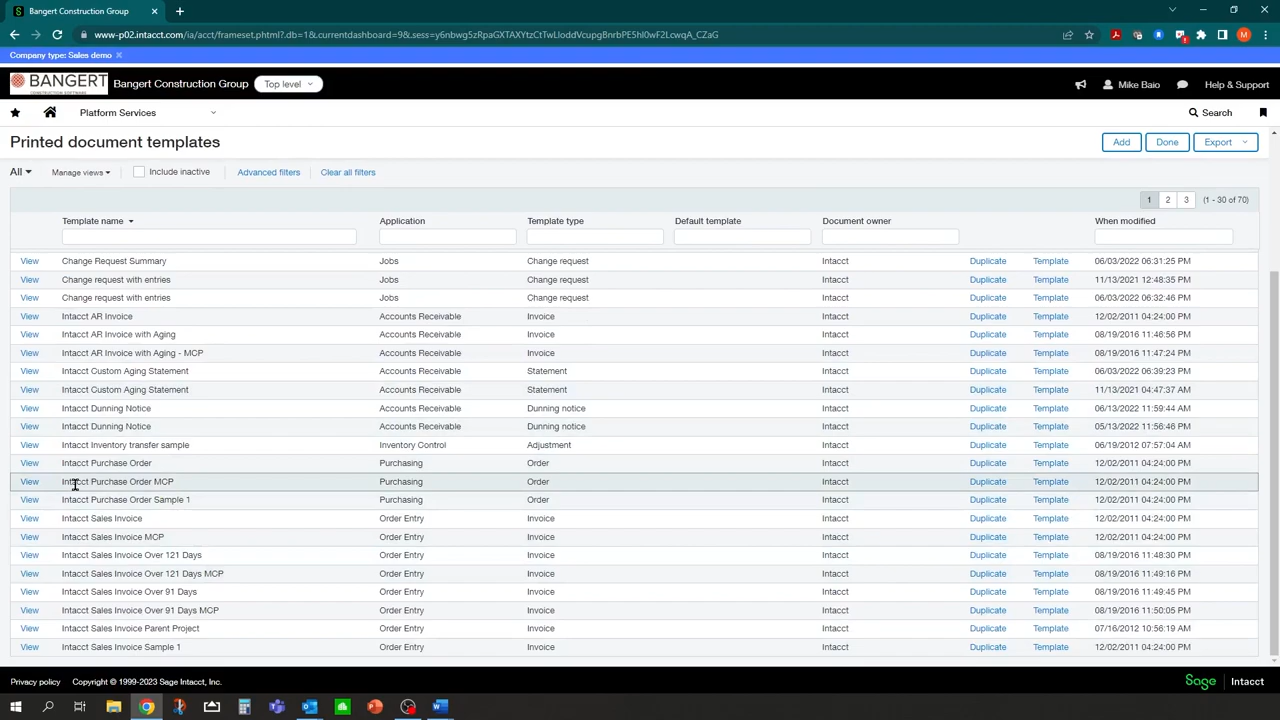 Bangert Construction Group
www-p02.intacct.com/ia/acct/frameset.phtml?.db=1&.currentdashboard=9&.sess=y6nbwg5zRpaGXTAXYtzCtTwLIoddVcupgBnrbPE5hI0wF2LcwqA_CZaG
Company type: Sales demo
BANGERT Bangert Construction Group Top level Mike Baio Help & Support
CONSTRUCTION SOFTWARE
Platform Services Search
Printed document templates Add Done Export
All Manage views Include inactive Advanced filters Clear all filters
1 2 3 (1 - 30 of 70)
Template name Application Template type Default template Document owner When modified
View Change Request Summary Jobs Change request Intacct Duplicate Template 06/03/2022 06:31:25 PM
View Change request with entries Jobs Change request Intacct Duplicate Template 11/13/2021 12:48:35 PM
View Change request with entries Jobs Change request Intacct Duplicate Template 06/03/2022 06:32:46 PM
View Intacct AR Invoice Accounts Receivable Invoice Intacct Duplicate Template 12/02/2011 04:24:00 PM
View Intacct AR Invoice with Aging Accounts Receivable Invoice Intacct Duplicate Template 08/19/2016 11:46:56 PM
View Intacct AR Invoice with Aging - MCP Accounts Receivable Invoice Intacct Duplicate Template 08/19/2016 11:47:24 PM
View Intacct Custom Aging Statement Accounts Receivable Statement Intacct Duplicate Template 06/03/2022 06:39:23 PM
View Intacct Custom Aging Statement Accounts Receivable Statement Intacct Duplicate Template 11/13/2021 04:47:37 AM
View Intacct Dunning Notice Accounts Receivable Dunning notice Intacct Duplicate Template 06/13/2022 11:59:44 AM
View Intacct Dunning Notice Accounts Receivable Dunning notice Intacct Duplicate Template 05/13/2022 11:56:46 PM
View Intacct Inventory transfer sample Inventory Control Adjustment Intacct Duplicate Template 06/19/2012 07:57:04 AM
View Intacct Purchase Order Purchasing Order Intacct Duplicate Template 12/02/2011 04:24:00 PM
View Intacct Purchase Order MCP Purchasing Order Intacct Duplicate Template 12/02/2011 04:24:00 PM
View Intacct Purchase Order Sample 1 Purchasing Order Intacct Duplicate Template 12/02/2011 04:24:00 PM
View Intacct Sales Invoice Order Entry Invoice Intacct Duplicate Template 12/02/2011 04:24:00 PM
View Intacct Sales Invoice MCP Order Entry Invoice Intacct Duplicate Template 12/02/2011 04:24:00 PM
View Intacct Sales Invoice Over 121 Days Order Entry Invoice Intacct Duplicate Template 08/19/2016 11:48:30 PM
View Intacct Sales Invoice Over 121 Days MCP Order Entry Invoice Intacct Duplicate Template 08/19/2016 11:49:16 PM
View Intacct Sales Invoice Over 91 Days Order Entry Invoice Intacct Duplicate Template 08/19/2016 11:49:45 PM
View Intacct Sales Invoice Over 91 Days MCP Order Entry Invoice Intacct Duplicate Template 08/19/2016 11:50:05 PM
View Intacct Sales Invoice Parent Project Order Entry Invoice Intacct Duplicate Template 07/16/2012 10:56:19 AM
View Intacct Sales Invoice Sample 1 Order Entry Invoice Intacct Duplicate Template 12/02/2011 04:24:00 PM
Privacy policy Copyright © 1999-2023 Sage Intacct, Inc. Sage Intacct